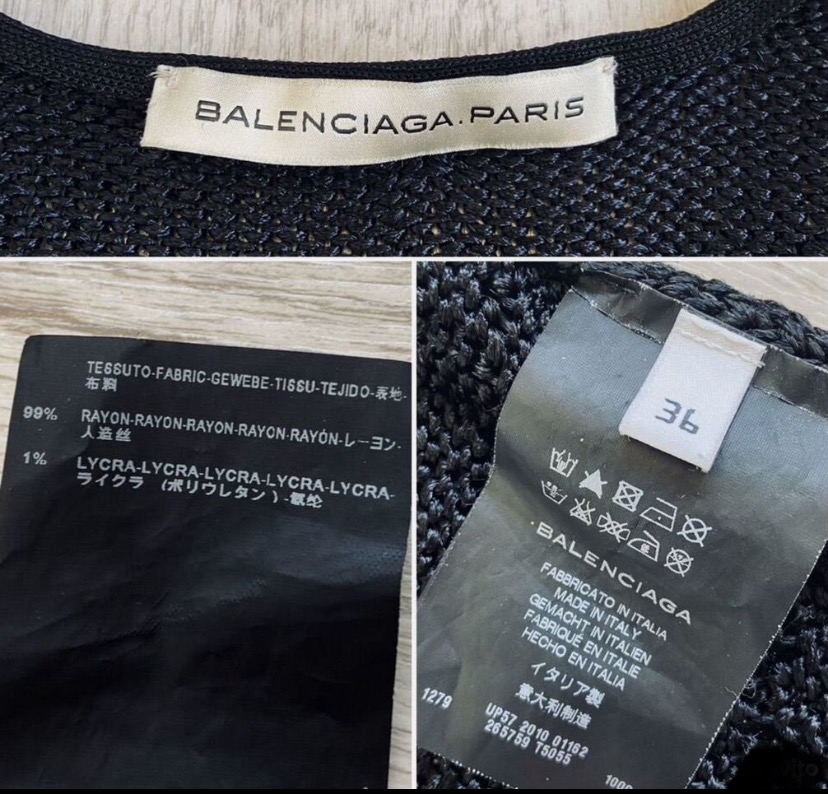 BALENCIAGA.PARIS
TESSUTO-FABRIC-GEWEBE-TISSU-TEJIDO-表地-
布料
99% RAYON-RAYON-RAYON-RAYON-RAYON-レーヨン-
人造丝
1% LYCRA-LYCRA-LYCRA-LYCRA-LYCRA-
ライクラ (ポリウレタン)-氨纶
36
·BALENCIAGA
FABBRICATO IN ITALIA
MADE IN ITALY
GEMACHT IN ITALIEN
FABRIQUÉ EN ITALIE
HECHO EN ITALIA
イタリア製
意大利制造
1279
UP57 2010 01162
265759 T5055